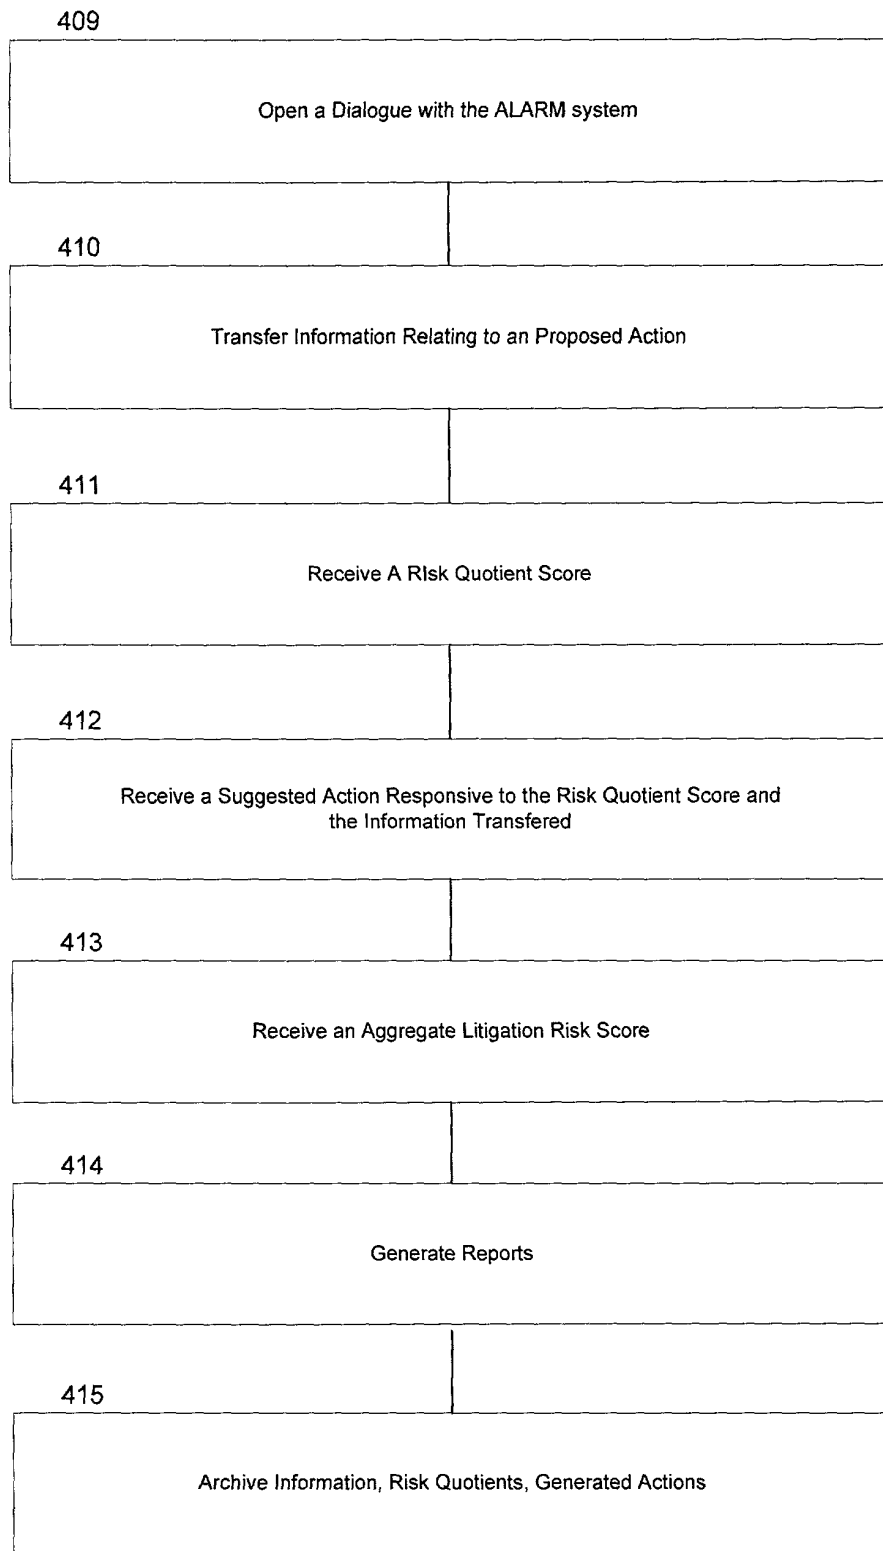 409
Open a Dialogue with the ALARM system
410
Transfer Information Relating to an Proposed Action
411
Receive A RIsk Quotient Score
412
Receive a Suggested Action Responsive to the Risk Quotient Score and
the Information Transfered
413
Receive an Aggregate Litigation Risk Score
414
Generate Reports
415
Archive Information, Risk Quotients, Generated Actions